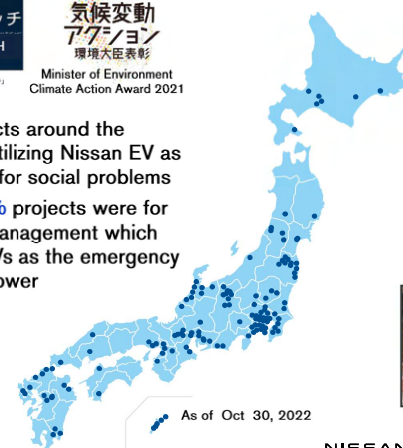 ッチ
H
気候変動
アクション
環境大臣表彰
Minister of Environment
Climate Action Award 2021
cts around the
tilizing Nissan EV as
for social problems
% projects were for
anagement which
Vs as the emergency
ower
As of Oct 30, 2022
NISSAN